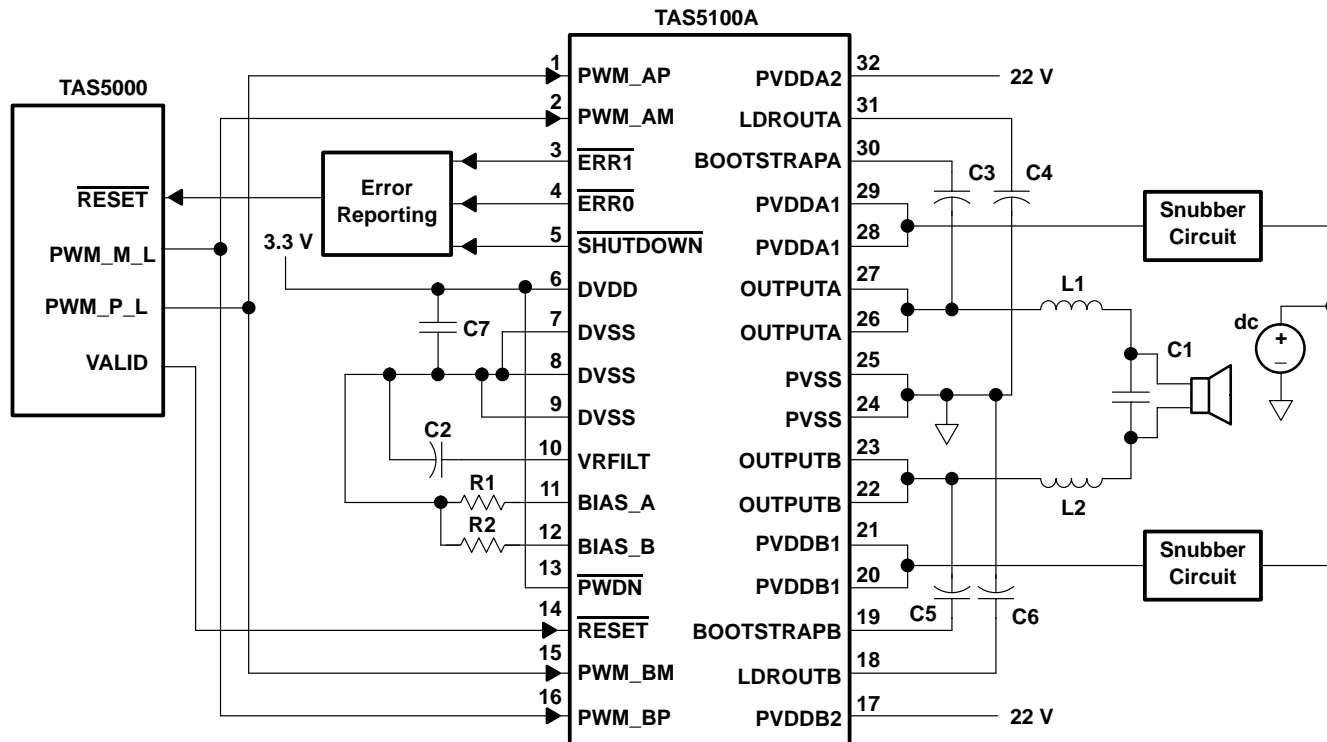 TAS5100A
TAS5000
RESET
PWM_M_L
PWM_P_L
VALID
Error
Reporting
3.3 V
C7
C2
R1
R2
1 PWM_AP
2 PWM_AM
3 ERR1
4 ERR0
5 SHUTDOWN
6 DVDD
7 DVSS
8 DVSS
9 DVSS
10 VRFILT
11 BIAS_A
12 BIAS_B
13 PWDN
14 RESET
15 PWM_BM
16 PWM_BP
PVDDA2 32
LDROUTA 31
BOOTSTRAPA 30
PVDDA1 29
PVDDA1 28
OUTPUTA 27
OUTPUTA 26
PVSS 25
PVSS 24
OUTPUTB 23
OUTPUTB 22
PVDDB1 21
PVDDB1 20
BOOTSTRAPB 19
LDROUTB 18
PVDDB2 17
22 V
C3
C4
Snubber
Circuit
L1
dc
+
–
C1
L2
Snubber
Circuit
C5
C6
22 V